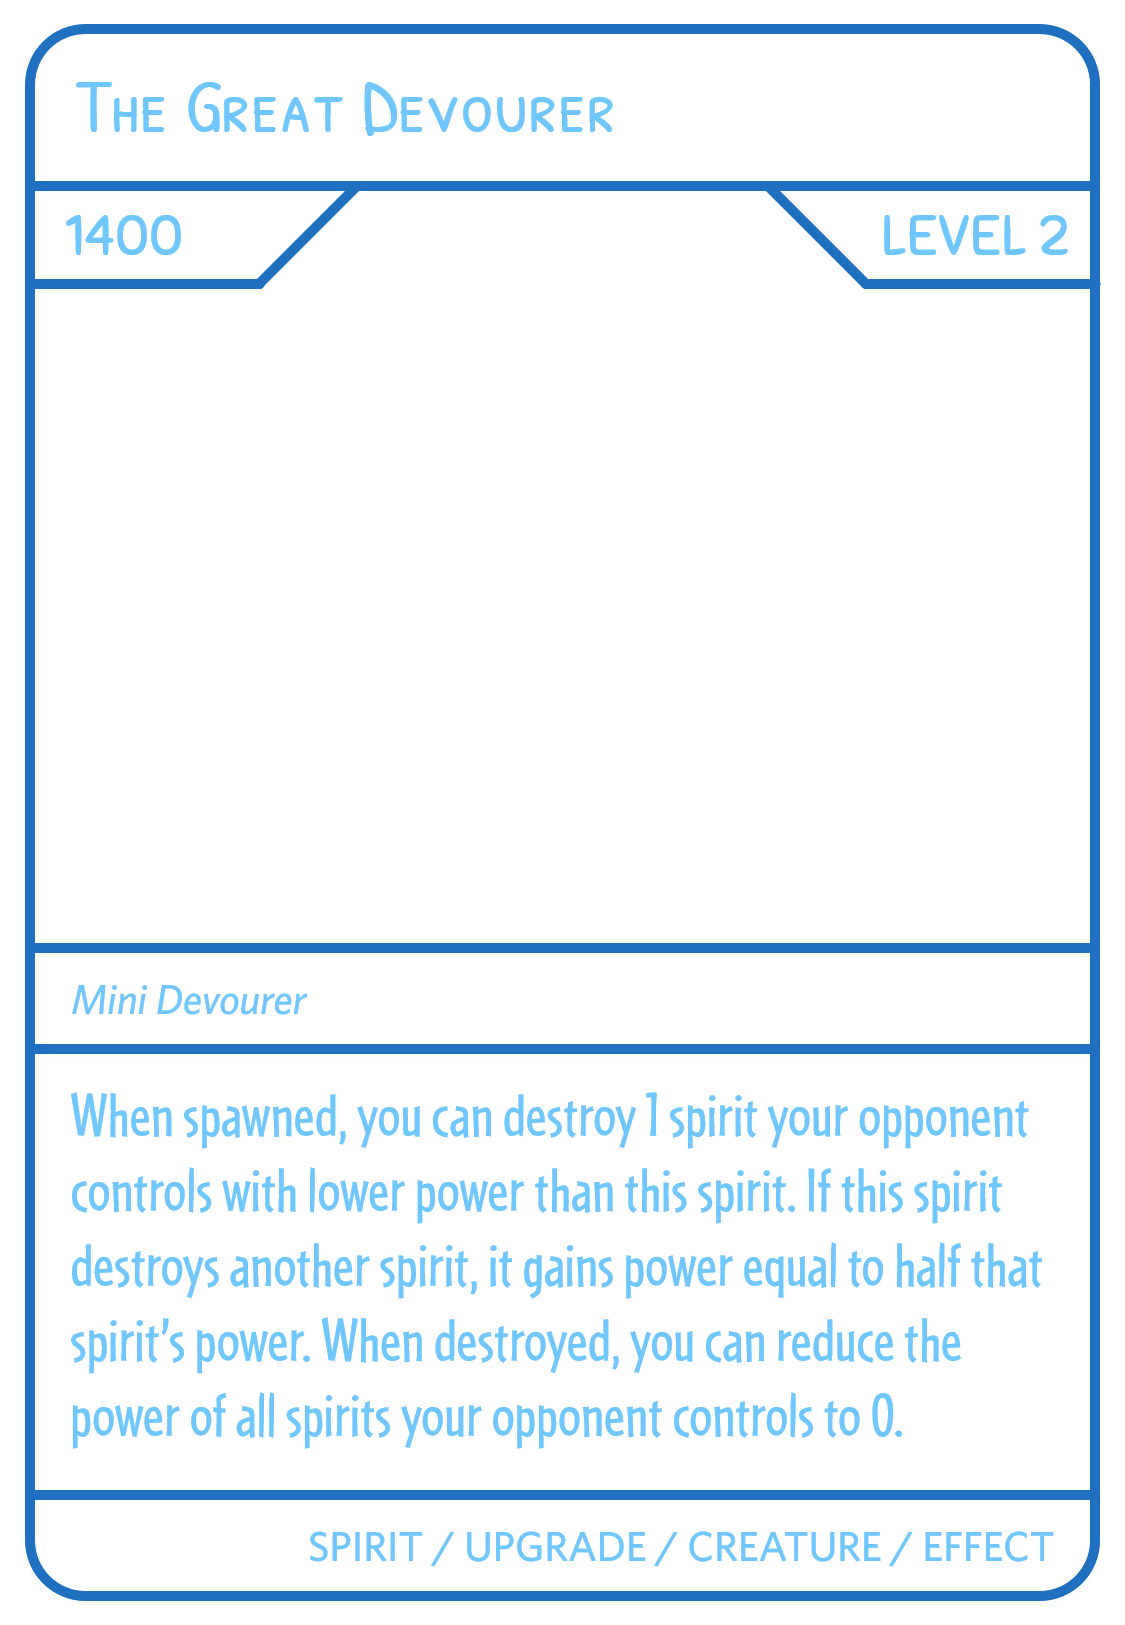 The Great Devourer
1400
LEVEL 2
Mini Devourer
When spawned, you can destroy 1 spirit your opponent
controls with lower power than this spirit. If this spirit
destroys another spirit, it gains power equal to half that
spirit's power. When destroyed, you can reduce the
power of all spirits your opponent controls to 0.
SPIRIT / UPGRADE / CREATURE / EFFECT